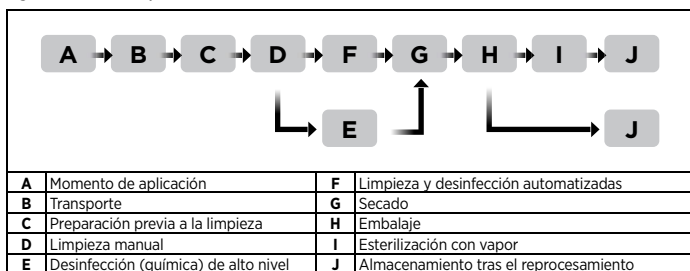 A B C D F G H I J
E J
A Momento de aplicación F Limpieza y desinfección automatizadas
B Transporte G Secado
C Preparación previa a la limpieza H Embalaje
D Limpieza manual I Esterilización con vapor
E Desinfección (química) de alto nivel J Almacenamiento tras el reprocesamiento